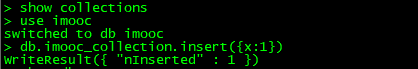 > show collections
> use imooc
switched to db imooc
> db.imooc_collection.insert({x:1})
WriteResult({ "nInserted" : 1 })